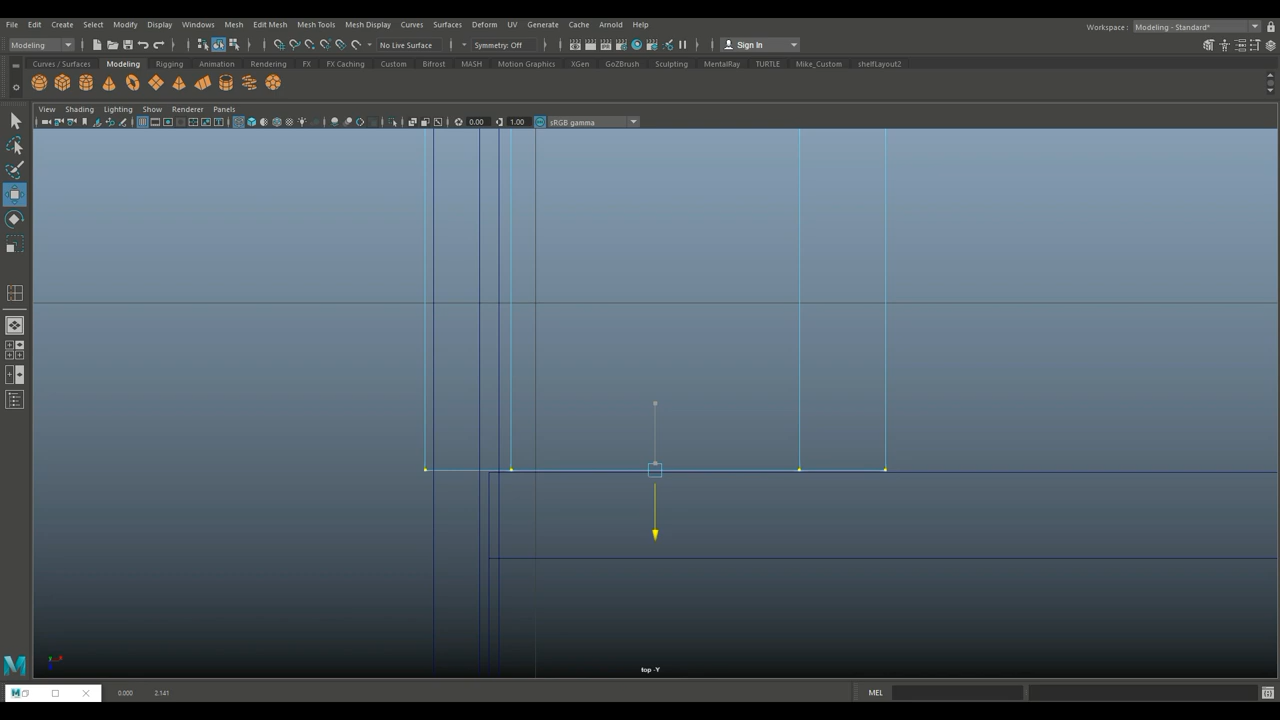 File Edit Create Select Modify Display Windows Mesh Edit Mesh Mesh Tools Mesh Display Curves Surfaces Deform UV Generate Cache Arnold Help Workspace : Modeling - Standard*
Modeling No Live Surface Symmetry: Off Sign In
Curves / Surfaces Modeling Rigging Animation Rendering FX FX Caching Custom Bifrost MASH Motion Graphics XGen GoZBrush Sculpting MentalRay TURTLE Mike_Custom shelfLayout2
View Shading Lighting Show Renderer Panels
0.00 1.00 sRGB gamma
top -Y
M 0.000 2.141 MEL